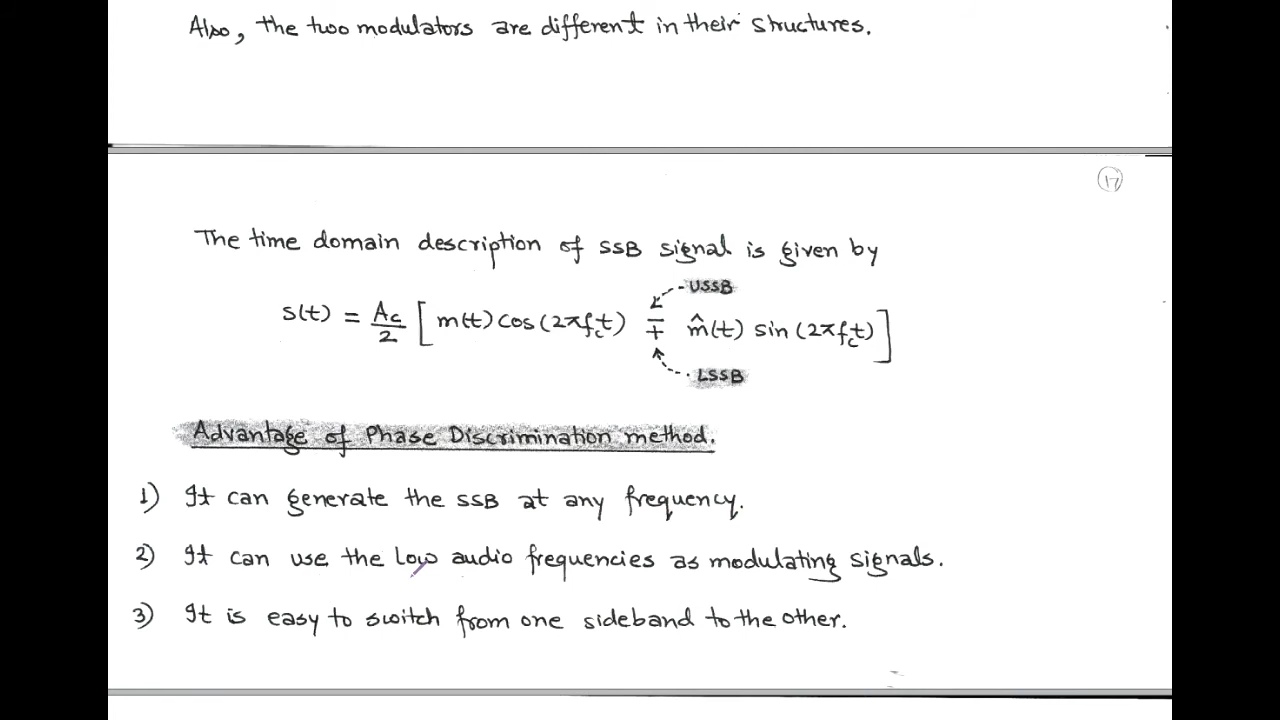 Also, the two modulators are different in their structures.
17
The time domain description of SSB signal is given by
USSB
s(t) = Ac/2 [ m(t) cos(2πfct) ∓ m̂(t) sin(2πfct) ]
LSSB
Advantage of Phase Discrimination method.
1) It can generate the SSB at any frequency.
2) It can use the low audio frequencies as modulating signals.
3) It is easy to switch from one sideband to the other.